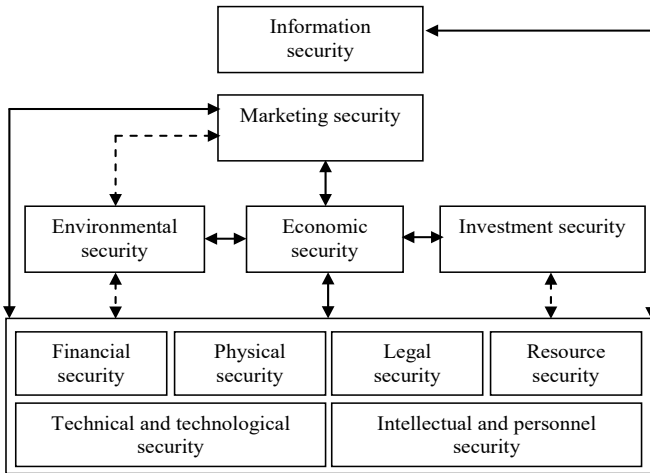 Information
security
Marketing security
Environmental
security
Economic
security
Investment security
Financial
security
Physical
security
Legal
security
Resource
security
Technical and technological
security
Intellectual and personnel
security